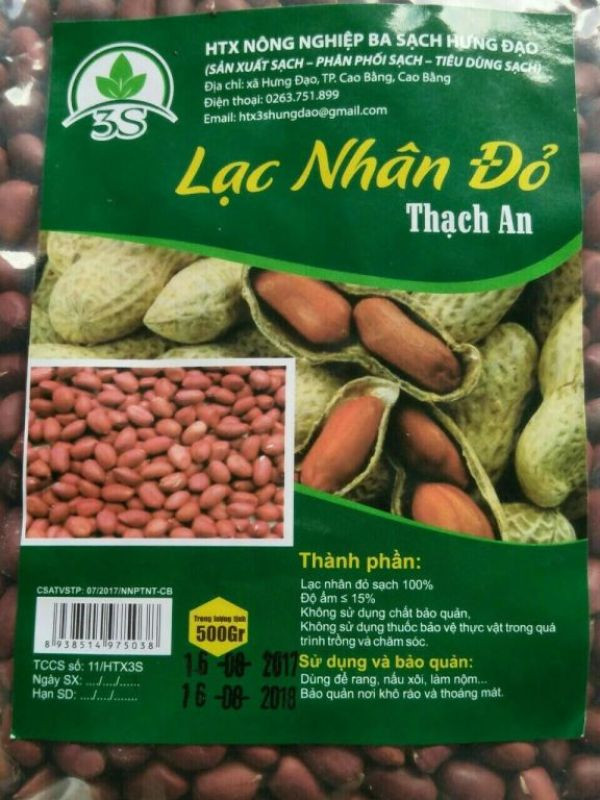 3S
HTX NÔNG NGHIỆP BA SẠCH HƯNG ĐẠO
(SẢN XUẤT SẠCH – PHÂN PHỐI SẠCH – TIÊU DÙNG SẠCH)
Địa chỉ: xã Hưng Đạo, TP. Cao Bằng, Cao Bằng
Điện thoại: 0263.751.899
Email: htx3shungdao@gmail.com
Lạc Nhân Đỏ
Thạch An
Thành phần:
Lạc nhân đỏ sạch 100%
Độ ẩm ≤ 15%
Không sử dụng chất bảo quản,
Không sử dụng thuốc bảo vệ thực vật trong quá
trình trồng và chăm sóc.
Sử dụng và bảo quản:
Dùng để rang, nấu xôi, làm nộm...
Bảo quản nơi khô ráo và thoáng mát.
CSATVSTP: 07/2017/NNPTNT-CB
8 938514 975038
Trọng lượng tịnh
500Gr
TCCS số: 11/HTX3S
Ngày SX: ..../..../......
Hạn SD: ..../..../.......
16 -08- 2017
16 -08- 2018